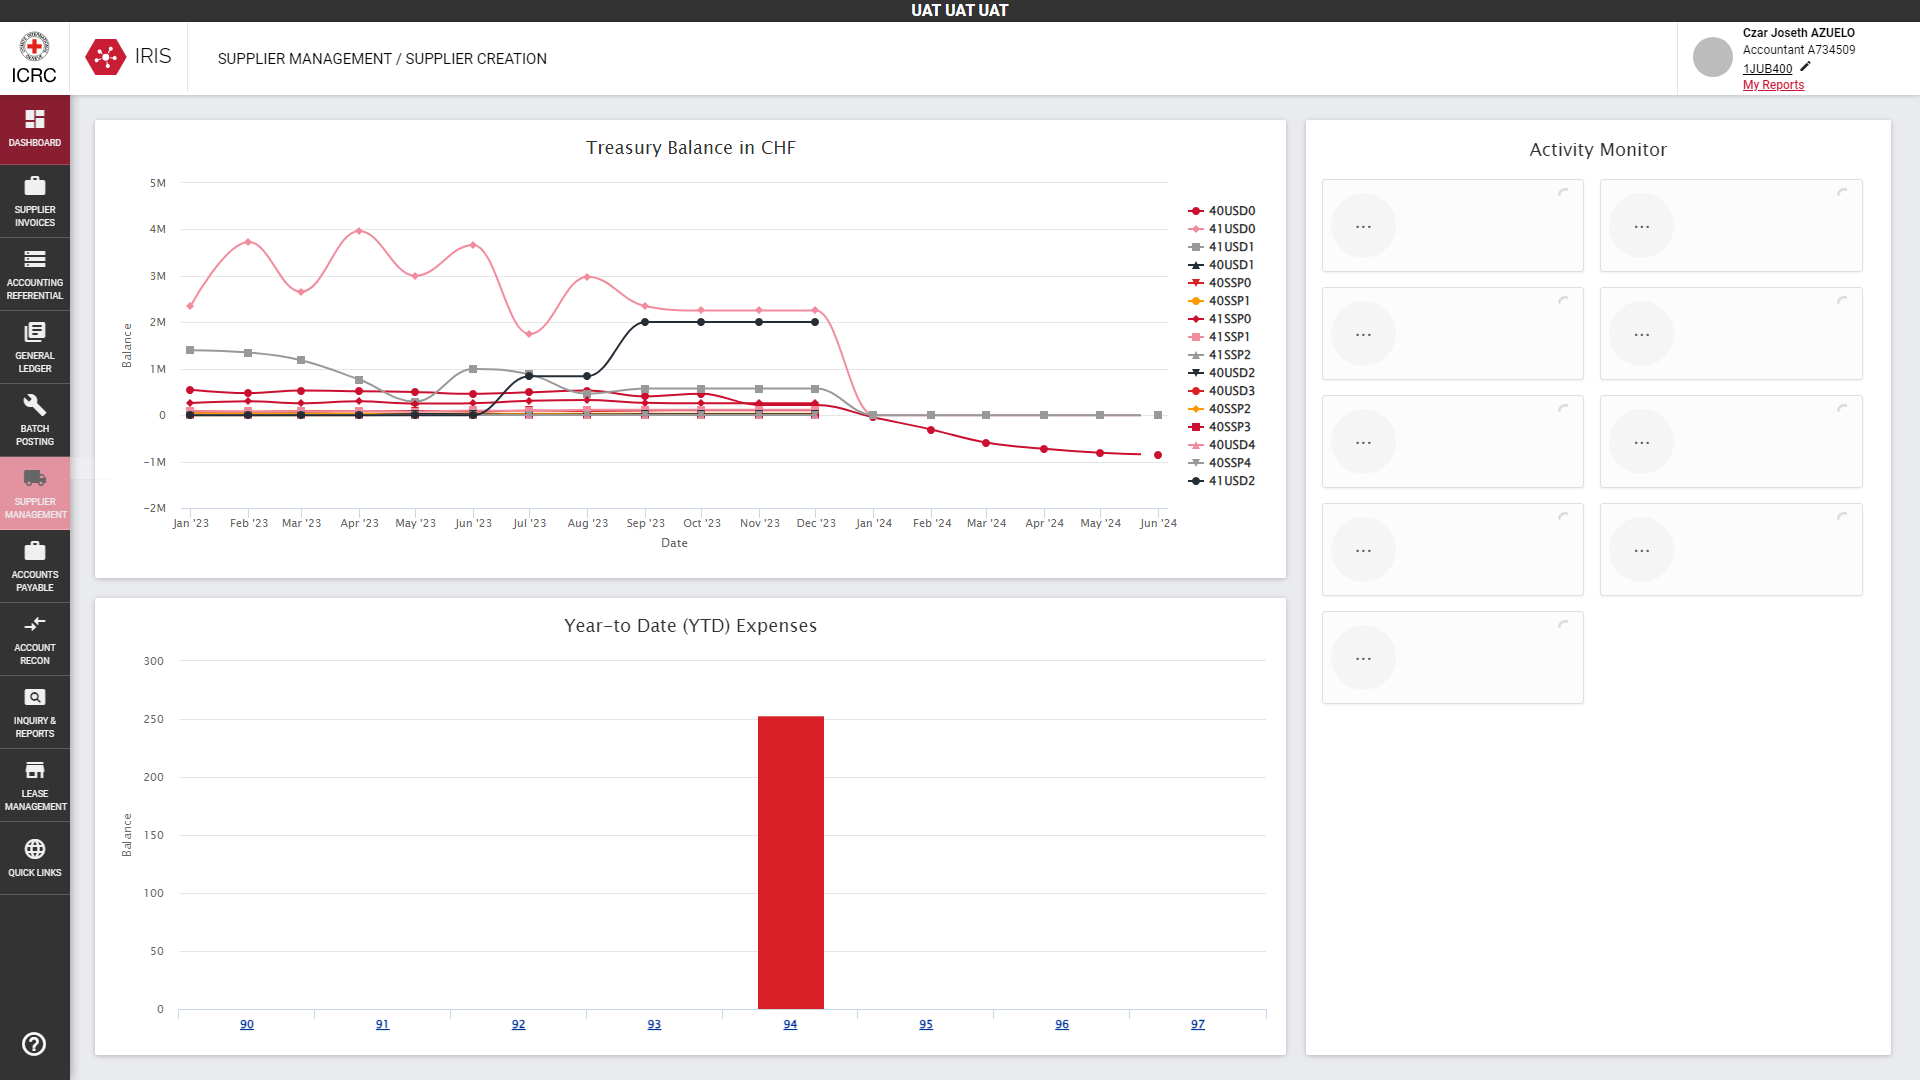 UAT UAT UAT
ICRC
IRIS
SUPPLIER MANAGEMENT / SUPPLIER CREATION
Czar Joseth AZUELO
Accountant A734509
1JUB400
My Reports
DASHBOARD
SUPPLIER
INVOICES
ACCOUNTING
REFERENTIAL
GENERAL
LEDGER
BATCH
POSTING
SUPPLIER
MANAGEMENT
ACCOUNTS
PAYABLE
ACCOUNT
RECON
INQUIRY &
REPORTS
LEASE
MANAGEMENT
QUICK LINKS
Treasury Balance in CHF
5M
4M
3M
2M
1M
0
-1M
-2M
Balance
Jan '23 Feb '23 Mar '23 Apr '23 May '23 Jun '23 Jul '23 Aug '23 Sep '23 Oct '23 Nov '23 Dec '23 Jan '24 Feb '24 Mar '24 Apr '24 May '24 Jun '24
Date
40USD0
41USD0
41USD1
40USD1
40SSP0
40SSP1
41SSP0
41SSP1
41SSP2
40USD2
40USD3
40SSP2
40SSP3
40USD4
40SSP4
41USD2
Year-to Date (YTD) Expenses
300
250
200
150
100
50
0
Balance
90 91 92 93 94 95 96 97
Activity Monitor
... ...
... ...
... ...
... ...
...